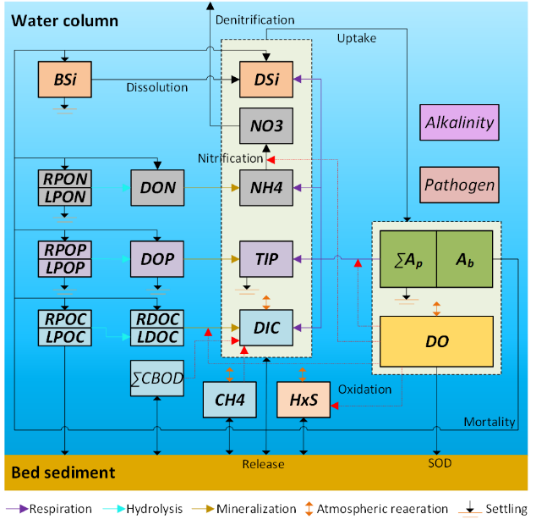 Water column
Denitrification
Uptake
BSi
DSi
Dissolution
NO3
Alkalinity
Nitrification
RPON
LPON
DON
NH4
Pathogen
RPOP
LPOP
DOP
TIP
∑Ap
Ab
RPOC
LPOC
RDOC
LDOC
DIC
DO
∑CBOD
CH4
HxS
Oxidation
Mortality
Bed sediment
Release
SOD
Respiration
Hydrolysis
Mineralization
Atmospheric reaeration
Settling